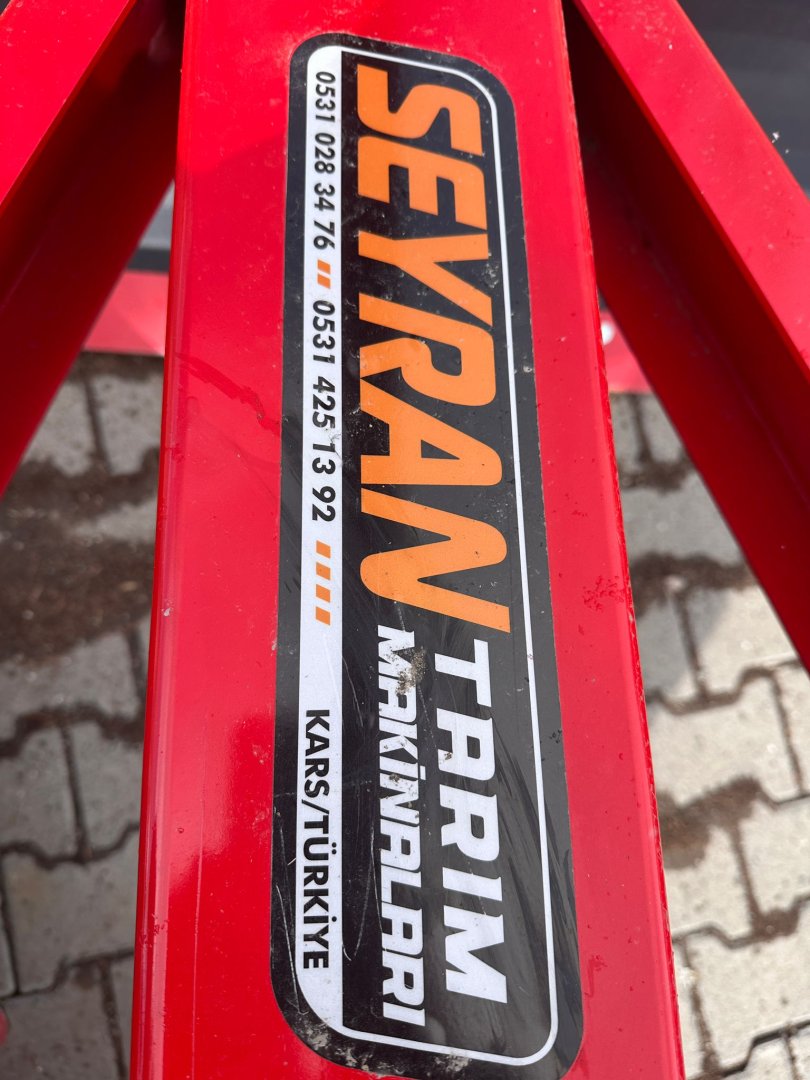 SEYRAN
TARIM
MAKİNALARI
0531 028 34 76 0531 425 13 92 KARS/TÜRKİYE